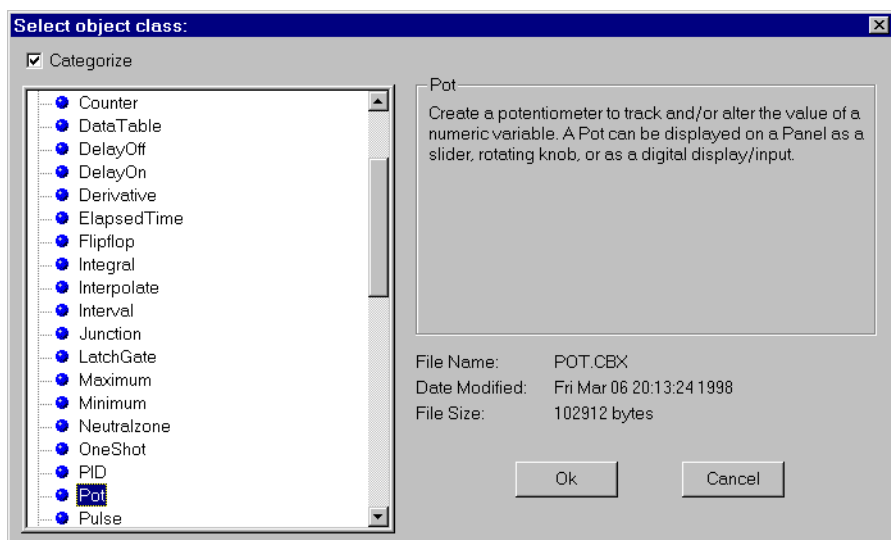 Select object class:
Categorize
Counter
DataTable
DelayOff
DelayOn
Derivative
ElapsedTime
Flipflop
Integral
Interpolate
Interval
Junction
LatchGate
Maximum
Minimum
Neutralzone
OneShot
PID
Pot
Pulse
Pot
Create a potentiometer to track and/or alter the value of a
numeric variable. A Pot can be displayed on a Panel as a
slider, rotating knob, or as a digital display/input.
File Name: POT.CBX
Date Modified: Fri Mar 06 20:13:24 1998
File Size: 102912 bytes
Ok Cancel